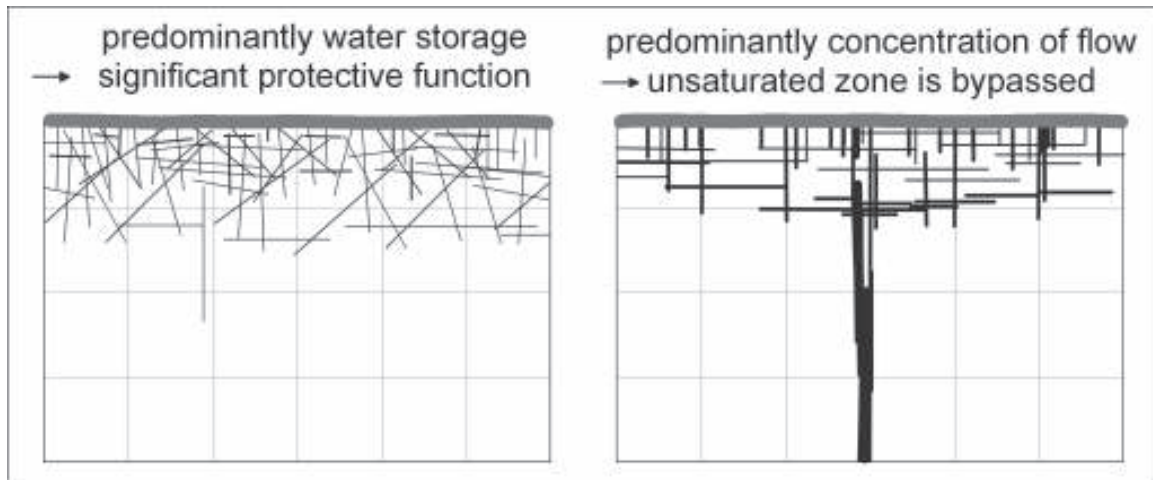 predominantly water storage
→ significant protective function
predominantly concentration of flow
→ unsaturated zone is bypassed